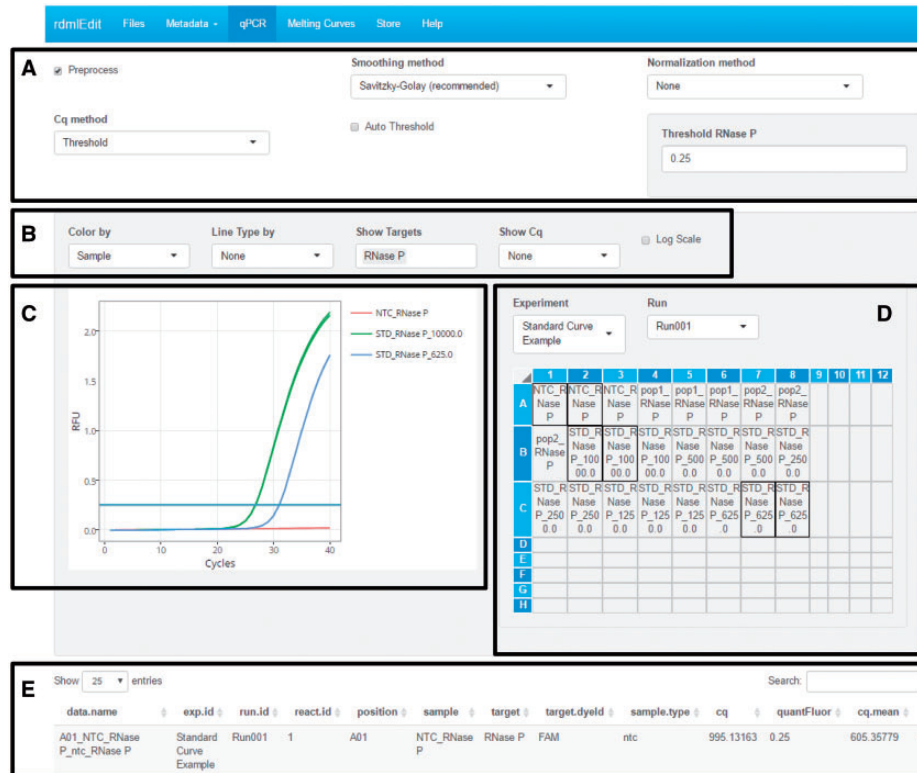 rdmlEdit Files Metadata qPCR Melting Curves Store Help
A
Preprocess
Smoothing method
Savitzky-Golay (recommended)
Normalization method
None
Cq method
Threshold
Auto Threshold
Threshold RNase P
0.25
B
Color by
Sample
Line Type by
None
Show Targets
RNase P
Show Cq
None
Log Scale
C
2.0
1.5
1.0
0.5
0.0
RFU
0 10 20 30 40
Cycles
NTC_RNase P
STD_RNase P_10000.0
STD_RNase P_625.0
D
Experiment
Standard Curve
Example
Run
Run001
1 2 3 4 5 6 7 8 9 10 11 12
A
NTC_R NTC_R NTC_R pop1_ pop1_ pop1_ pop2_ pop2_
Nase Nase Nase RNase RNase RNase RNase RNase
P P P P P P P P
B
pop2_ STD_R STD_R STD_R STD_R STD_R STD_R STD_R
RNase Nase Nase Nase Nase Nase Nase Nase
P P_100 P_100 P_100 P_500 P_500 P_500 P_250
00.0 00.0 00.0 0.0 0.0 0.0 0.0
C
STD_R STD_R STD_R STD_R STD_R STD_R STD_R STD_R
Nase Nase Nase Nase Nase Nase Nase Nase
P_250 P_250 P_125 P_125 P_125 P_625 P_625 P_625
0.0 0.0 0.0 0.0 0.0 .0 .0 .0
D
E
F
G
H
E
Show 25 entries
Search:
data.name exp.id run.id react.id position sample target target.dyeId sample.type cq quantFluor cq.mean
A01_NTC_RNase Standard Run001 1 A01 NTC_RNase RNase P FAM ntc 995.13163 0.25 605.35779
P_ntc_RNase P Curve P
Example